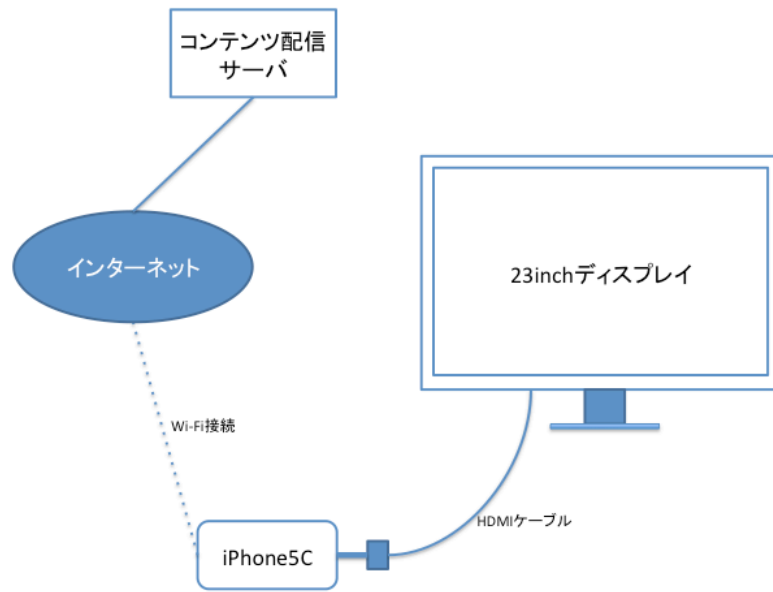 コンテンツ配信
サーバ
インターネット
23inchディスプレイ
Wi-Fi接続
HDMIケーブル
iPhone5C